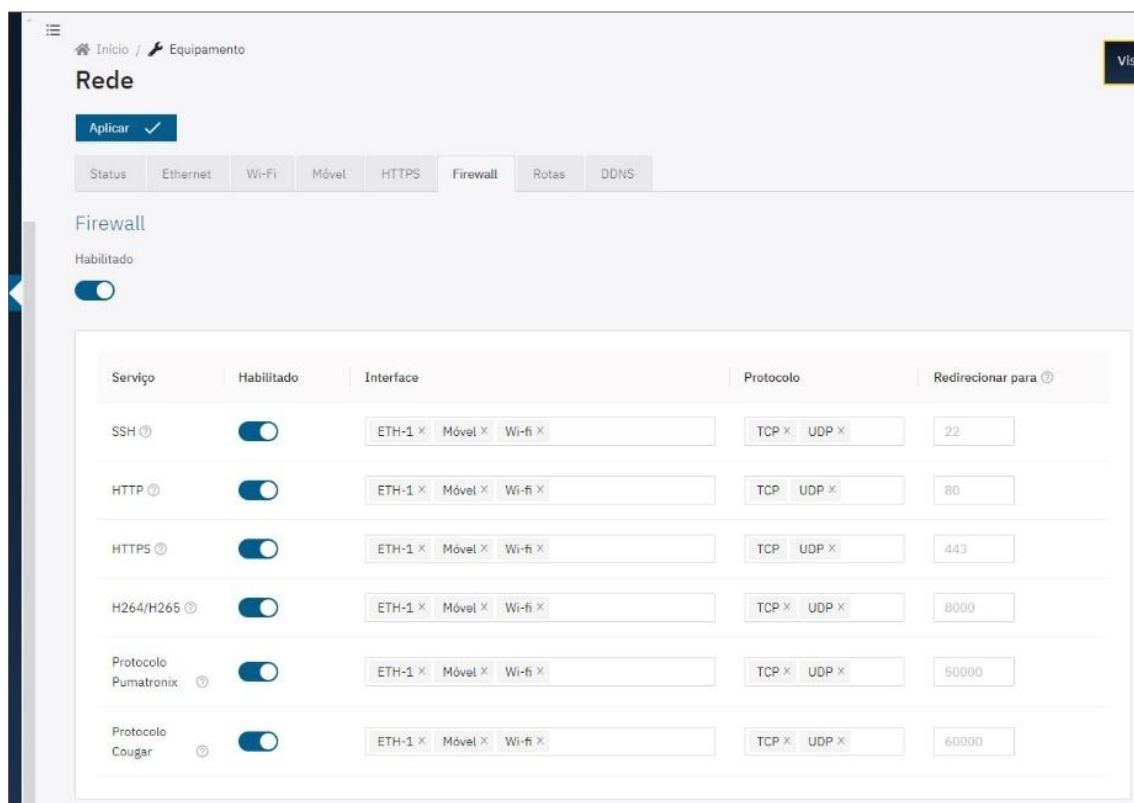 Início / Equipamento
Rede
Vis
Aplicar
Status Ethernet Wi-Fi Móvel HTTPS Firewall Rotas DDNS
Firewall
Habilitado
Serviço Habilitado Interface Protocolo Redirecionar para ?
SSH ? ETH-1 × Móvel × Wi-fi × TCP × UDP × 22
HTTP ? ETH-1 × Móvel × Wi-fi × TCP UDP × 80
HTTPS ? ETH-1 × Móvel × Wi-fi × TCP UDP × 443
H264/H265 ? ETH-1 × Móvel × Wi-fi × TCP × UDP × 8000
Protocolo
Pumatronix ? ETH-1 × Móvel × Wi-fi × TCP × UDP × 50000
Protocolo
Cougar ? ETH-1 × Móvel × Wi-fi × TCP × UDP × 60000